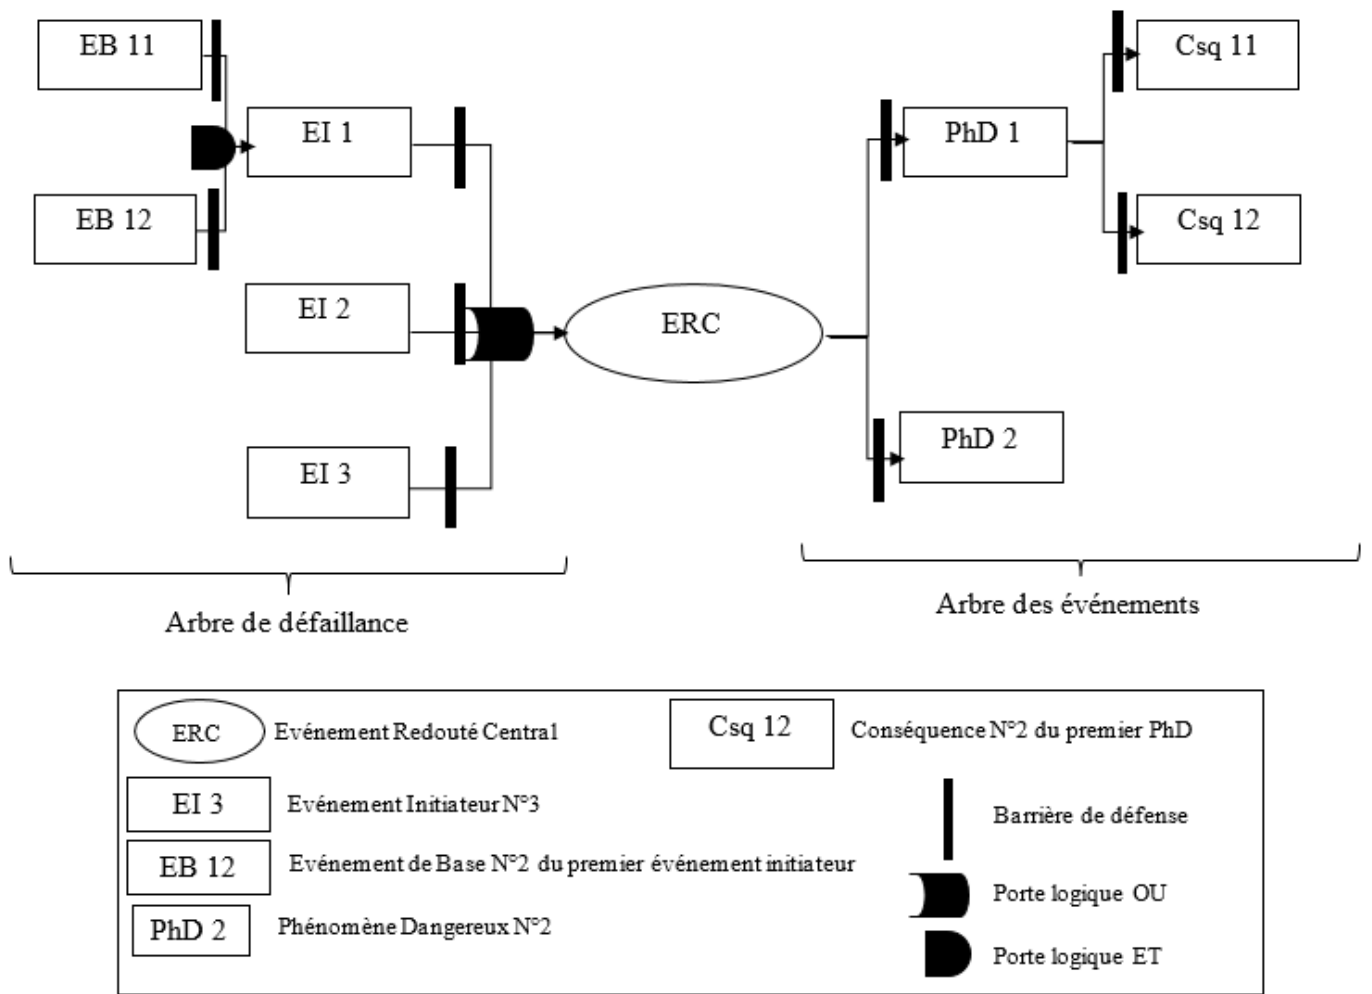 EB 11
EB 12
EI 1
EI 2
EI 3
ERC
PhD 1
PhD 2
Csq 11
Csq 12
Arbre de défaillance
Arbre des événements
ERC
Evénement Redouté Central
Csq 12
Conséquence N°2 du premier PhD
EI 3
Evénement Initiateur N°3
Barrière de défense
EB 12
Evénement de Base N°2 du premier événement initiateur
Porte logique OU
PhD 2
Phénomène Dangereux N°2
Porte logique ET